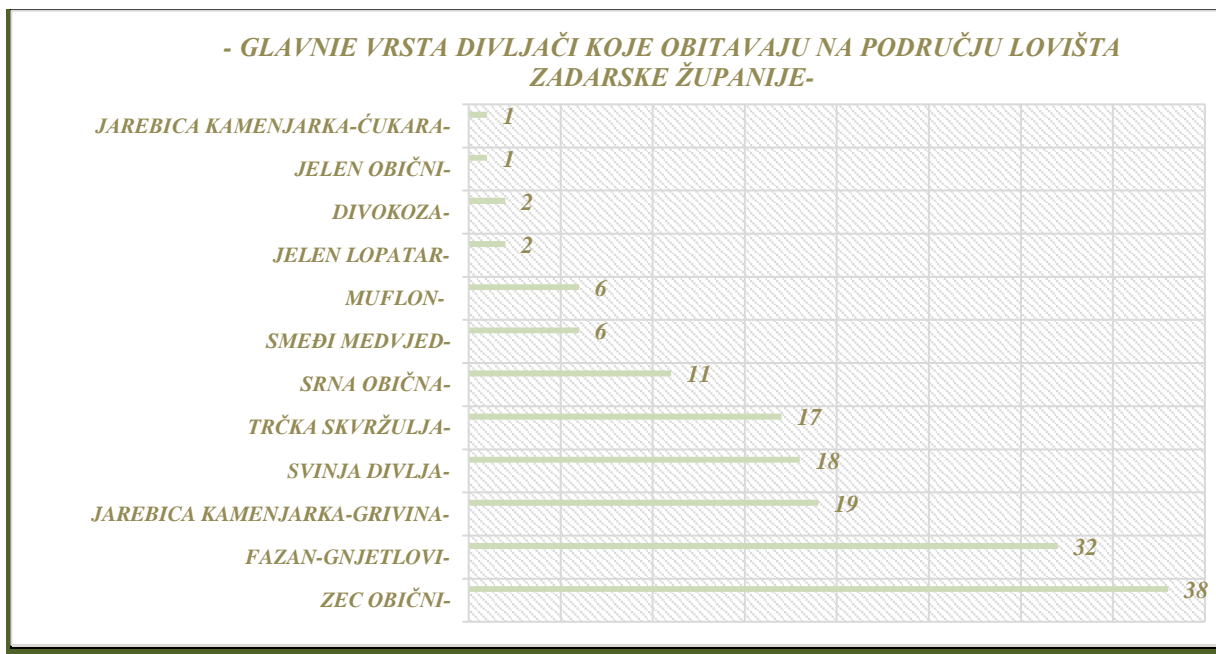 - GLAVNIE VRSTA DIVLJAČI KOJE OBITAVAJU NA PODRUČJU LOVIŠTA
ZADARSKE ŽUPANIJE-
JAREBICA KAMENJARKA-ĆUKARA- 1
JELEN OBIČNI- 1
DIVOKOZA- 2
JELEN LOPATAR- 2
MUFLON- 6
SMEĐI MEDVJED- 6
SRNA OBIČNA- 11
TRČKA SKVRŽULJA- 17
SVINJA DIVLJA- 18
JAREBICA KAMENJARKA-GRIVINA- 19
FAZAN-GNJETLOVI- 32
ZEC OBIČNI- 38